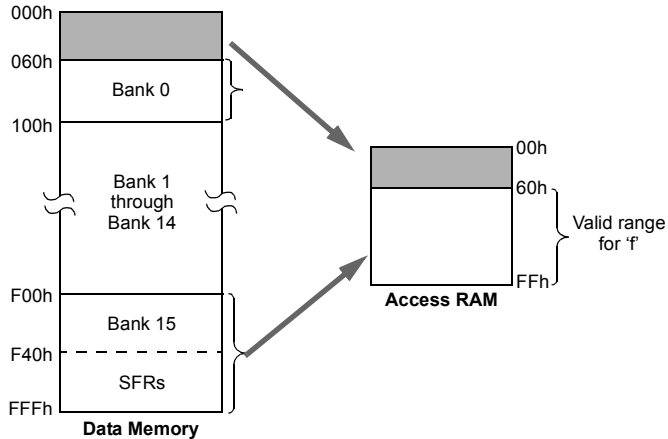 000h
060h
Bank 0
100h
Bank 1
through
Bank 14
F00h
Bank 15
F40h
SFRs
FFFh
Data Memory
00h
60h
Valid range
for ‘f’
FFh
Access RAM